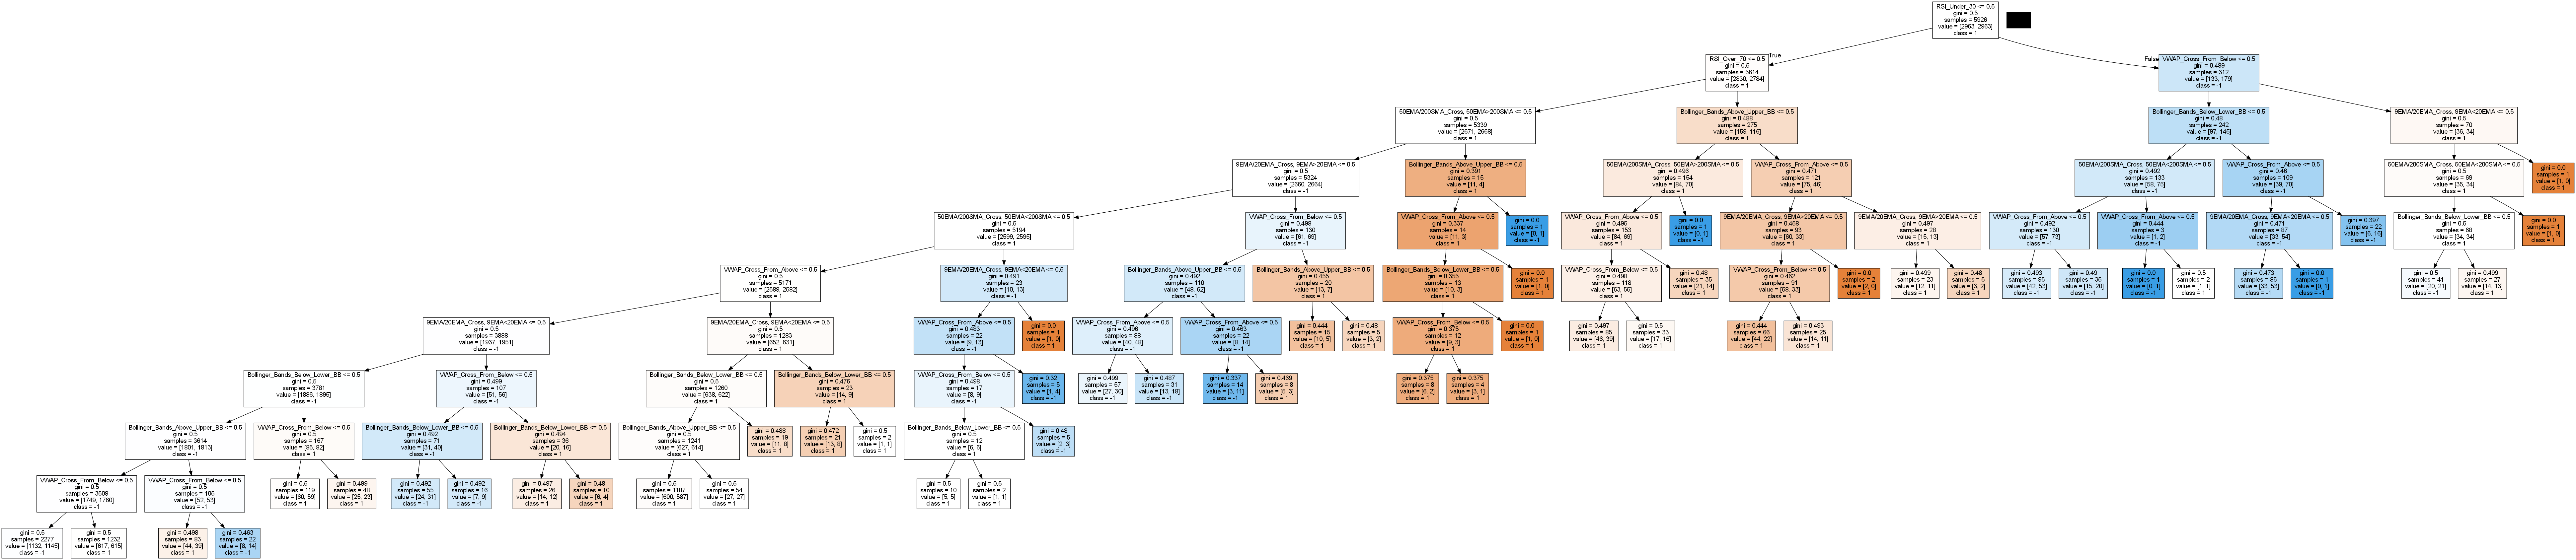 RSI_Under_30 <= 0.5
gini = 0.5
samples = 5926
value = [2963, 2963]
class = 1
True
False
RSI_Over_70 <= 0.5
gini = 0.5
samples = 5614
value = [2830, 2784]
class = 1
VWAP_Cross_From_Below <= 0.5
gini = 0.489
samples = 312
value = [133, 179]
class = -1
50EMA/200SMA_Cross, 50EMA>200SMA <= 0.5
gini = 0.5
samples = 5339
value = [2671, 2668]
class = 1
Bollinger_Bands_Above_Upper_BB <= 0.5
gini = 0.488
samples = 275
value = [159, 116]
class = 1
Bollinger_Bands_Below_Lower_BB <= 0.5
gini = 0.48
samples = 242
value = [97, 145]
class = -1
9EMA/20EMA_Cross, 9EMA<20EMA <= 0.5
gini = 0.5
samples = 70
value = [36, 34]
class = 1
9EMA/20EMA_Cross, 9EMA>20EMA <= 0.5
gini = 0.5
samples = 5324
value = [2660, 2664]
class = -1
Bollinger_Bands_Above_Upper_BB <= 0.5
gini = 0.391
samples = 15
value = [11, 4]
class = 1
50EMA/200SMA_Cross, 50EMA>200SMA <= 0.5
gini = 0.496
samples = 154
value = [84, 70]
class = 1
VWAP_Cross_From_Above <= 0.5
gini = 0.471
samples = 121
value = [75, 46]
class = 1
50EMA/200SMA_Cross, 50EMA<200SMA <= 0.5
gini = 0.492
samples = 133
value = [58, 75]
class = -1
VWAP_Cross_From_Above <= 0.5
gini = 0.46
samples = 109
value = [39, 70]
class = -1
50EMA/200SMA_Cross, 50EMA<200SMA <= 0.5
gini = 0.5
samples = 69
value = [35, 34]
class = 1
gini = 0.0
samples = 1
value = [1, 0]
class = 1
50EMA/200SMA_Cross, 50EMA<200SMA <= 0.5
gini = 0.5
samples = 5194
value = [2599, 2595]
class = 1
VWAP_Cross_From_Below <= 0.5
gini = 0.498
samples = 130
value = [61, 69]
class = -1
VWAP_Cross_From_Above <= 0.5
gini = 0.337
samples = 14
value = [11, 3]
class = 1
gini = 0.0
samples = 1
value = [0, 1]
class = -1
VWAP_Cross_From_Above <= 0.5
gini = 0.495
samples = 153
value = [84, 69]
class = 1
gini = 0.0
samples = 1
value = [0, 1]
class = -1
9EMA/20EMA_Cross, 9EMA>20EMA <= 0.5
gini = 0.458
samples = 93
value = [60, 33]
class = 1
9EMA/20EMA_Cross, 9EMA>20EMA <= 0.5
gini = 0.497
samples = 28
value = [15, 13]
class = 1
VWAP_Cross_From_Above <= 0.5
gini = 0.492
samples = 130
value = [57, 73]
class = -1
VWAP_Cross_From_Above <= 0.5
gini = 0.444
samples = 3
value = [1, 2]
class = -1
9EMA/20EMA_Cross, 9EMA<20EMA <= 0.5
gini = 0.471
samples = 87
value = [33, 54]
class = -1
gini = 0.397
samples = 22
value = [6, 16]
class = -1
Bollinger_Bands_Below_Lower_BB <= 0.5
gini = 0.5
samples = 68
value = [34, 34]
class = 1
gini = 0.0
samples = 1
value = [1, 0]
class = 1
VWAP_Cross_From_Above <= 0.5
gini = 0.5
samples = 5171
value = [2589, 2582]
class = 1
9EMA/20EMA_Cross, 9EMA<20EMA <= 0.5
gini = 0.491
samples = 23
value = [10, 13]
class = -1
Bollinger_Bands_Above_Upper_BB <= 0.5
gini = 0.492
samples = 110
value = [48, 62]
class = -1
Bollinger_Bands_Above_Upper_BB <= 0.5
gini = 0.455
samples = 20
value = [13, 7]
class = 1
Bollinger_Bands_Below_Lower_BB <= 0.5
gini = 0.355
samples = 13
value = [10, 3]
class = 1
gini = 0.0
samples = 1
value = [1, 0]
class = 1
VWAP_Cross_From_Below <= 0.5
gini = 0.498
samples = 118
value = [63, 55]
class = 1
gini = 0.48
samples = 35
value = [21, 14]
class = 1
VWAP_Cross_From_Below <= 0.5
gini = 0.462
samples = 91
value = [58, 33]
class = 1
gini = 0.0
samples = 2
value = [2, 0]
class = 1
gini = 0.499
samples = 23
value = [12, 11]
class = 1
gini = 0.48
samples = 5
value = [3, 2]
class = 1
gini = 0.493
samples = 95
value = [42, 53]
class = -1
gini = 0.49
samples = 35
value = [15, 20]
class = -1
gini = 0.0
samples = 1
value = [0, 1]
class = -1
gini = 0.5
samples = 2
value = [1, 1]
class = 1
gini = 0.473
samples = 86
value = [33, 53]
class = -1
gini = 0.0
samples = 1
value = [0, 1]
class = -1
gini = 0.5
samples = 41
value = [20, 21]
class = -1
gini = 0.499
samples = 27
value = [14, 13]
class = 1
9EMA/20EMA_Cross, 9EMA<20EMA <= 0.5
gini = 0.5
samples = 3888
value = [1937, 1951]
class = -1
9EMA/20EMA_Cross, 9EMA<20EMA <= 0.5
gini = 0.5
samples = 1283
value = [652, 631]
class = 1
VWAP_Cross_From_Above <= 0.5
gini = 0.483
samples = 22
value = [9, 13]
class = -1
gini = 0.0
samples = 1
value = [1, 0]
class = 1
VWAP_Cross_From_Above <= 0.5
gini = 0.496
samples = 88
value = [40, 48]
class = -1
VWAP_Cross_From_Above <= 0.5
gini = 0.463
samples = 22
value = [8, 14]
class = -1
gini = 0.444
samples = 15
value = [10, 5]
class = 1
gini = 0.48
samples = 5
value = [3, 2]
class = 1
VWAP_Cross_From_Below <= 0.5
gini = 0.375
samples = 12
value = [9, 3]
class = 1
gini = 0.0
samples = 1
value = [1, 0]
class = 1
gini = 0.497
samples = 85
value = [46, 39]
class = 1
gini = 0.5
samples = 33
value = [17, 16]
class = 1
gini = 0.444
samples = 66
value = [44, 22]
class = 1
gini = 0.493
samples = 25
value = [14, 11]
class = 1
Bollinger_Bands_Below_Lower_BB <= 0.5
gini = 0.5
samples = 3781
value = [1886, 1895]
class = -1
VWAP_Cross_From_Below <= 0.5
gini = 0.499
samples = 107
value = [51, 56]
class = -1
Bollinger_Bands_Below_Lower_BB <= 0.5
gini = 0.5
samples = 1260
value = [638, 622]
class = 1
Bollinger_Bands_Below_Lower_BB <= 0.5
gini = 0.476
samples = 23
value = [14, 9]
class = 1
VWAP_Cross_From_Below <= 0.5
gini = 0.498
samples = 17
value = [8, 9]
class = -1
gini = 0.32
samples = 5
value = [1, 4]
class = -1
gini = 0.499
samples = 57
value = [27, 30]
class = -1
gini = 0.487
samples = 31
value = [13, 18]
class = -1
gini = 0.337
samples = 14
value = [3, 11]
class = -1
gini = 0.469
samples = 8
value = [5, 3]
class = 1
gini = 0.375
samples = 8
value = [6, 2]
class = 1
gini = 0.375
samples = 4
value = [3, 1]
class = 1
Bollinger_Bands_Above_Upper_BB <= 0.5
gini = 0.5
samples = 3614
value = [1801, 1813]
class = -1
VWAP_Cross_From_Below <= 0.5
gini = 0.5
samples = 167
value = [85, 82]
class = 1
Bollinger_Bands_Below_Lower_BB <= 0.5
gini = 0.492
samples = 71
value = [31, 40]
class = -1
Bollinger_Bands_Below_Lower_BB <= 0.5
gini = 0.494
samples = 36
value = [20, 16]
class = 1
Bollinger_Bands_Above_Upper_BB <= 0.5
gini = 0.5
samples = 1241
value = [627, 614]
class = 1
gini = 0.488
samples = 19
value = [11, 8]
class = 1
gini = 0.472
samples = 21
value = [13, 8]
class = 1
gini = 0.5
samples = 2
value = [1, 1]
class = 1
Bollinger_Bands_Below_Lower_BB <= 0.5
gini = 0.5
samples = 12
value = [6, 6]
class = 1
gini = 0.48
samples = 5
value = [2, 3]
class = -1
VWAP_Cross_From_Below <= 0.5
gini = 0.5
samples = 3509
value = [1749, 1760]
class = -1
VWAP_Cross_From_Below <= 0.5
gini = 0.5
samples = 105
value = [52, 53]
class = -1
gini = 0.5
samples = 119
value = [60, 59]
class = 1
gini = 0.499
samples = 48
value = [25, 23]
class = 1
gini = 0.492
samples = 55
value = [24, 31]
class = -1
gini = 0.492
samples = 16
value = [7, 9]
class = -1
gini = 0.497
samples = 26
value = [14, 12]
class = 1
gini = 0.48
samples = 10
value = [6, 4]
class = 1
gini = 0.5
samples = 1187
value = [600, 587]
class = 1
gini = 0.5
samples = 54
value = [27, 27]
class = 1
gini = 0.5
samples = 10
value = [5, 5]
class = 1
gini = 0.5
samples = 2
value = [1, 1]
class = 1
gini = 0.5
samples = 2277
value = [1132, 1145]
class = -1
gini = 0.5
samples = 1232
value = [617, 615]
class = 1
gini = 0.498
samples = 83
value = [44, 39]
class = 1
gini = 0.463
samples = 22
value = [8, 14]
class = -1